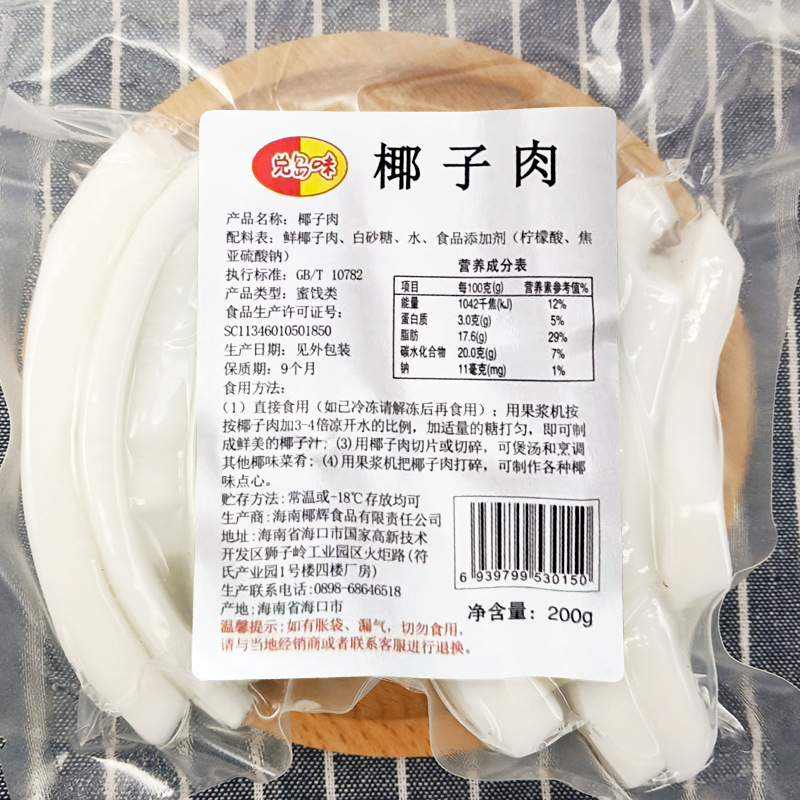 兑岛味
椰子肉
产品名称：椰子肉
配料表：鲜椰子肉、白砂糖、水、食品添加剂（柠檬酸、焦
亚硫酸钠）
执行标准：GB/T 10782
产品类型：蜜饯类
食品生产许可证号：
SC11346010501850
生产日期：见外包装
保质期：9个月
食用方法：
营养成分表
项目 每100克(g) 营养素参考值%
能量 1042千焦(kJ) 12%
蛋白质 3.0克(g) 5%
脂肪 17.6(g) 29%
碳水化合物 20.0克(g) 7%
钠 11毫克(mg) 1%
（1）直接食用（如已冷冻请解冻后再食用）；用果浆机按
按椰子肉加3-4倍凉开水的比例，加适量的糖打匀，即可制
成鲜美的椰子汁；(3)用椰子肉切片或切碎，可煲汤和烹调
其他椰味菜肴；(4)用果浆机把椰子肉打碎，可制作各种椰
味点心。
贮存方法:常温或-18℃存放均可
生产商:海南椰辉食品有限责任公司
地址:海南省海口市国家高新技术
开发区狮子岭工业园区火炬路(符
氏产业园1号楼四楼厂房)
生产联系电话:0898-68646518
产地:海南省海口市
温馨提示:如有胀袋、漏气，切勿食用，
请与当地经销商或者联系客服进行退换。
6 939799 530150
净含量：200g